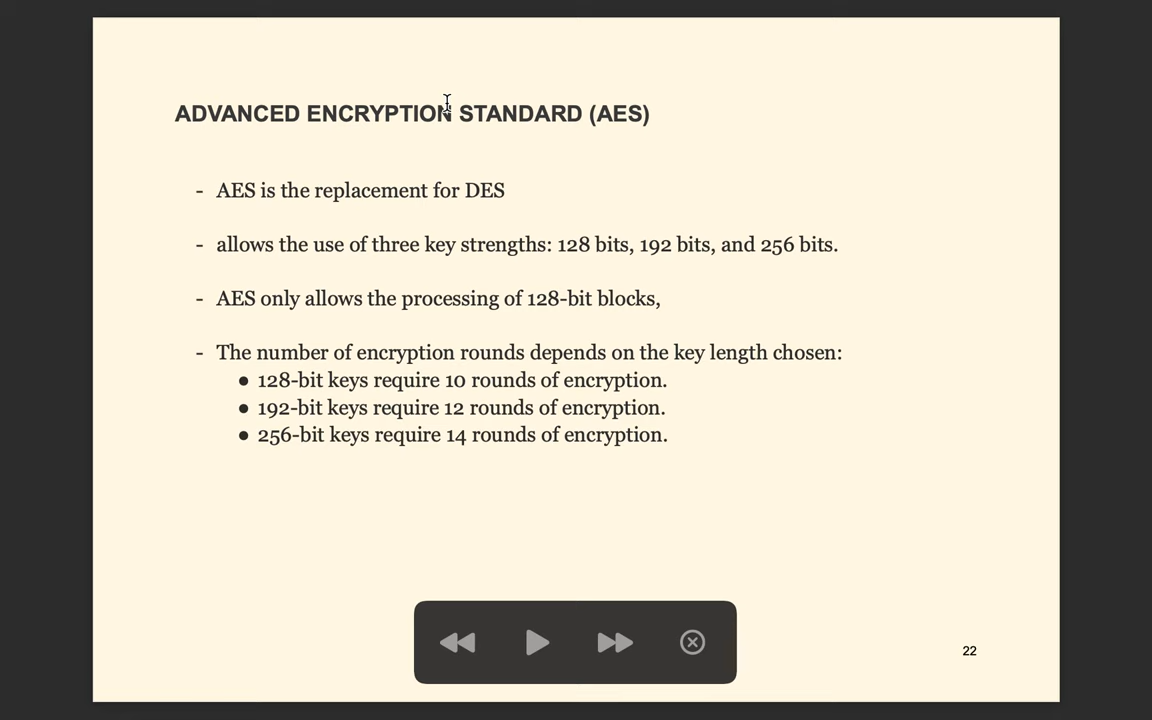 ADVANCED ENCRYPTION STANDARD (AES)
- AES is the replacement for DES
- allows the use of three key strengths: 128 bits, 192 bits, and 256 bits.
- AES only allows the processing of 128-bit blocks,
- The number of encryption rounds depends on the key length chosen:
● 128-bit keys require 10 rounds of encryption.
● 192-bit keys require 12 rounds of encryption.
● 256-bit keys require 14 rounds of encryption.
22